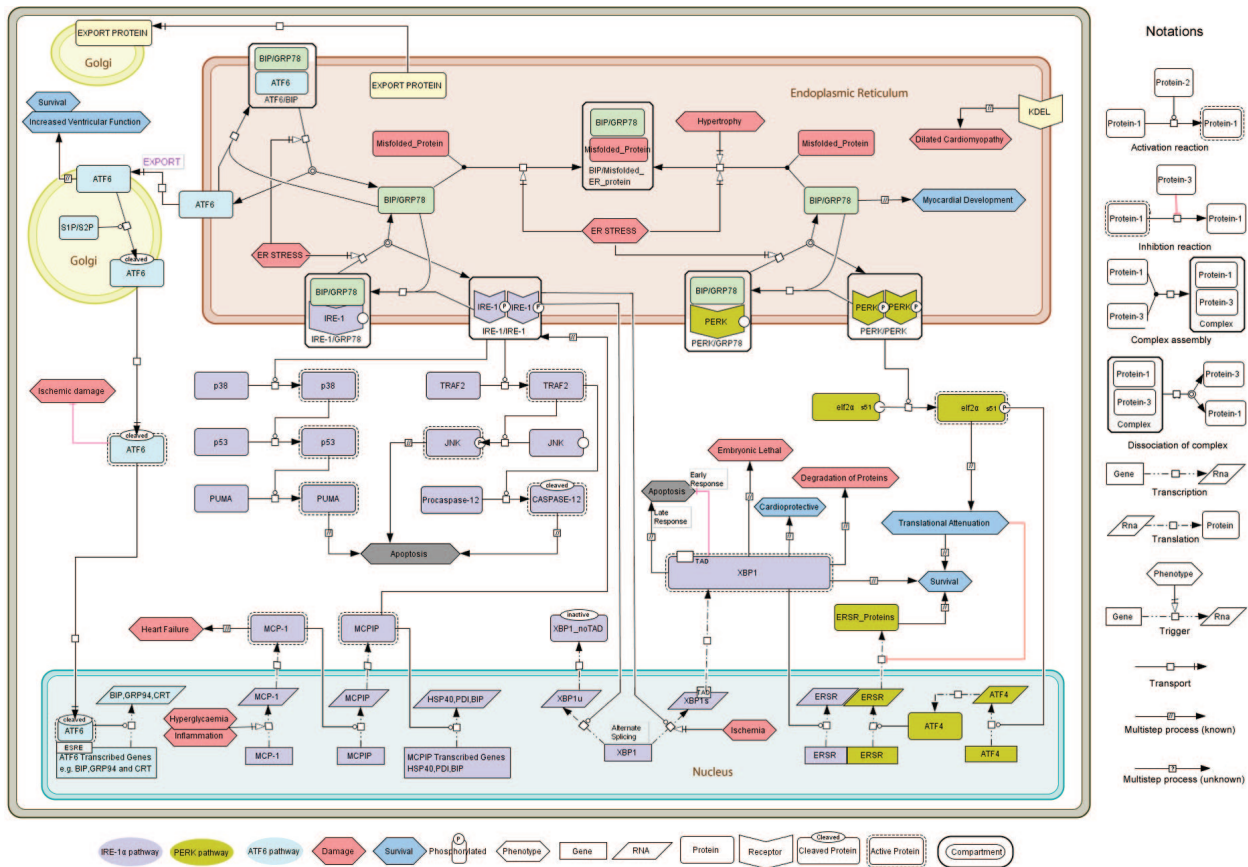 EXPORT PROTEIN
Golgi
BIP/GRP78
ATF6
ATF6/BIP
EXPORT PROTEIN
Endoplasmic Reticulum
Survival
Increased Ventricular Function
BIP/GRP78
Misfolded_Protein
BIP/Misfolded_
ER_protein
Hypertrophy
KDEL
Dilated Cardiomyopathy
Misfolded_Protein
Misfolded_Protein
EXPORT
ATF6
ATF6
BIP/GRP78
BIP/GRP78
Myocardial Development
S1P/S2P
Golgi
cleaved
ATF6
ER STRESS
ER STRESS
BIP/GRP78
IRE-1
IRE-1/GRP78
IRE-1
P
IRE-1
P
IRE-1/IRE-1
BIP/GRP78
PERK
PERK/GRP78
PERK
P
PERK
P
PERK/PERK
Ischemic damage
cleaved
ATF6
p38
p38
TRAF2
TRAF2
p53
p53
JNK
P
JNK
PUMA
PUMA
Procaspase-12
cleaved
CASPASE-12
Apoptosis
eIf2α s51
eIf2α s51
P
Embryonic Lethal
Early
Response
Apoptosis
Late
Response
Degradation of Proteins
Cardioprotective
Translational Attenuation
TAD
XBP1
Survival
Heart Failure
MCP-1
MCPIP
inactive
XBP1_noTAD
ERSR_Proteins
BIP,GRP94,CRT
MCP-1
MCPIP
HSP40,PDI,BIP
XBP1u
TAD
XBP1s
ERSR
ERSR
ATF4
cleaved
ATF6
ESRE
ATF6 Transcribed Genes
e.g. BIP,GRP94 and CRT
Hyperglycaemia
Inflammation
MCP-1
MCPIP
MCPIP Transcribed Genes
HSP40,PDI,BIP
Alternate
Splicing
XBP1
Ischemia
ERSR
ERSR
ATF4
ATF4
Nucleus
Notations
Protein-2
Protein-1
Protein-1
Activation reaction
Protein-3
Protein-1
Protein-1
Inhibtion reaction
Protein-1
Protein-3
Protein-1
Protein-3
Complex
Complex assembly
Protein-1
Protein-3
Complex
Protein-3
Protein-1
Dissociation of complex
Gene
Rna
Transcription
Rna
Protein
Translation
Phenotype
Gene
Rna
Trigger
Transport
Multistep process (known)
?
Multistep process (unknown)
IRE-1α pathway
PERK pathway
ATF6 pathway
Damage
Survival
P
Phosphorylated
Phenotype
Gene
RNA
Protein
Receptor
Cleaved
Cleaved Protein
Active Protein
Compartment